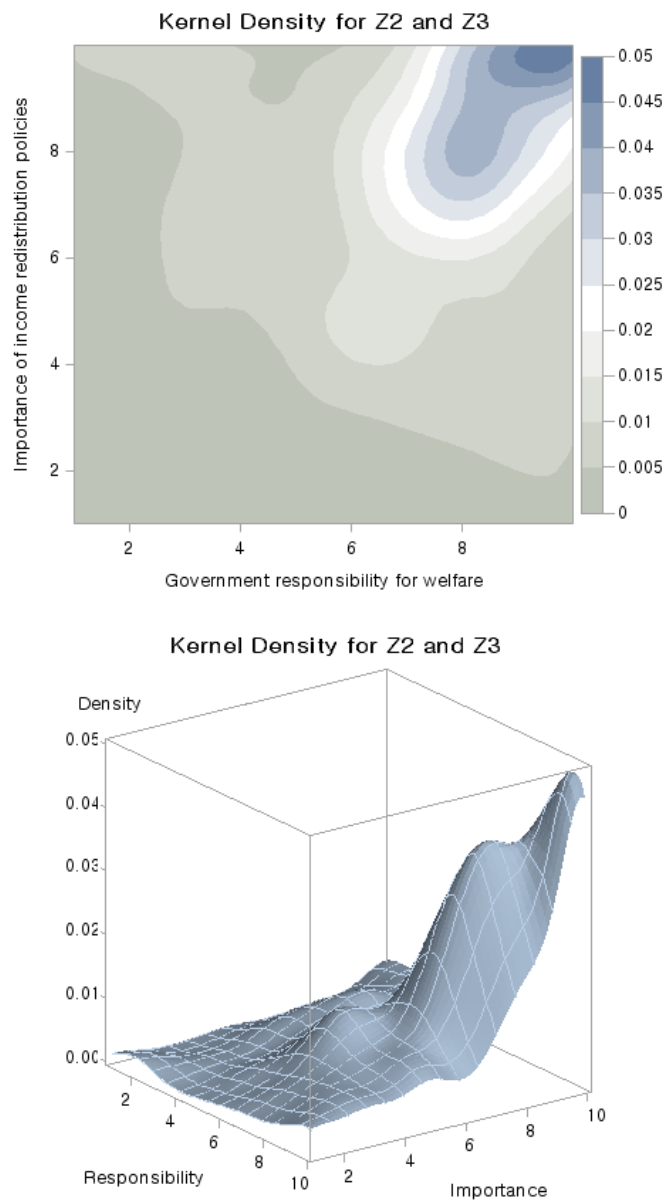 Kernel Density for Z2 and Z3
Importance of income redistribution policies
8
6
4
2
2 4 6 8
Government responsibility for welfare
0.05
0.045
0.04
0.035
0.03
0.025
0.02
0.015
0.01
0.005
0
Kernel Density for Z2 and Z3
Density
0.05
0.04
0.03
0.02
0.01
0.00
2 4 6 8 10
Responsibility
2 4 6 8 10
Importance